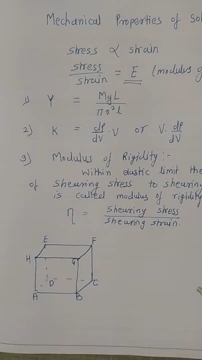 Mechanical Properties of Sol
stress ∝ strain
stress / strain = E (modulus
1) Y = MgL / πr²l
2) K = dP/dV . V or V. dP/dV
3) Modulus of Rigidity :-
Within elastic limit the
of shearing stress to shearing
is called modulus of rigidity
η = Shearing stress / Shearing strain.
E F
H G
D C
A B